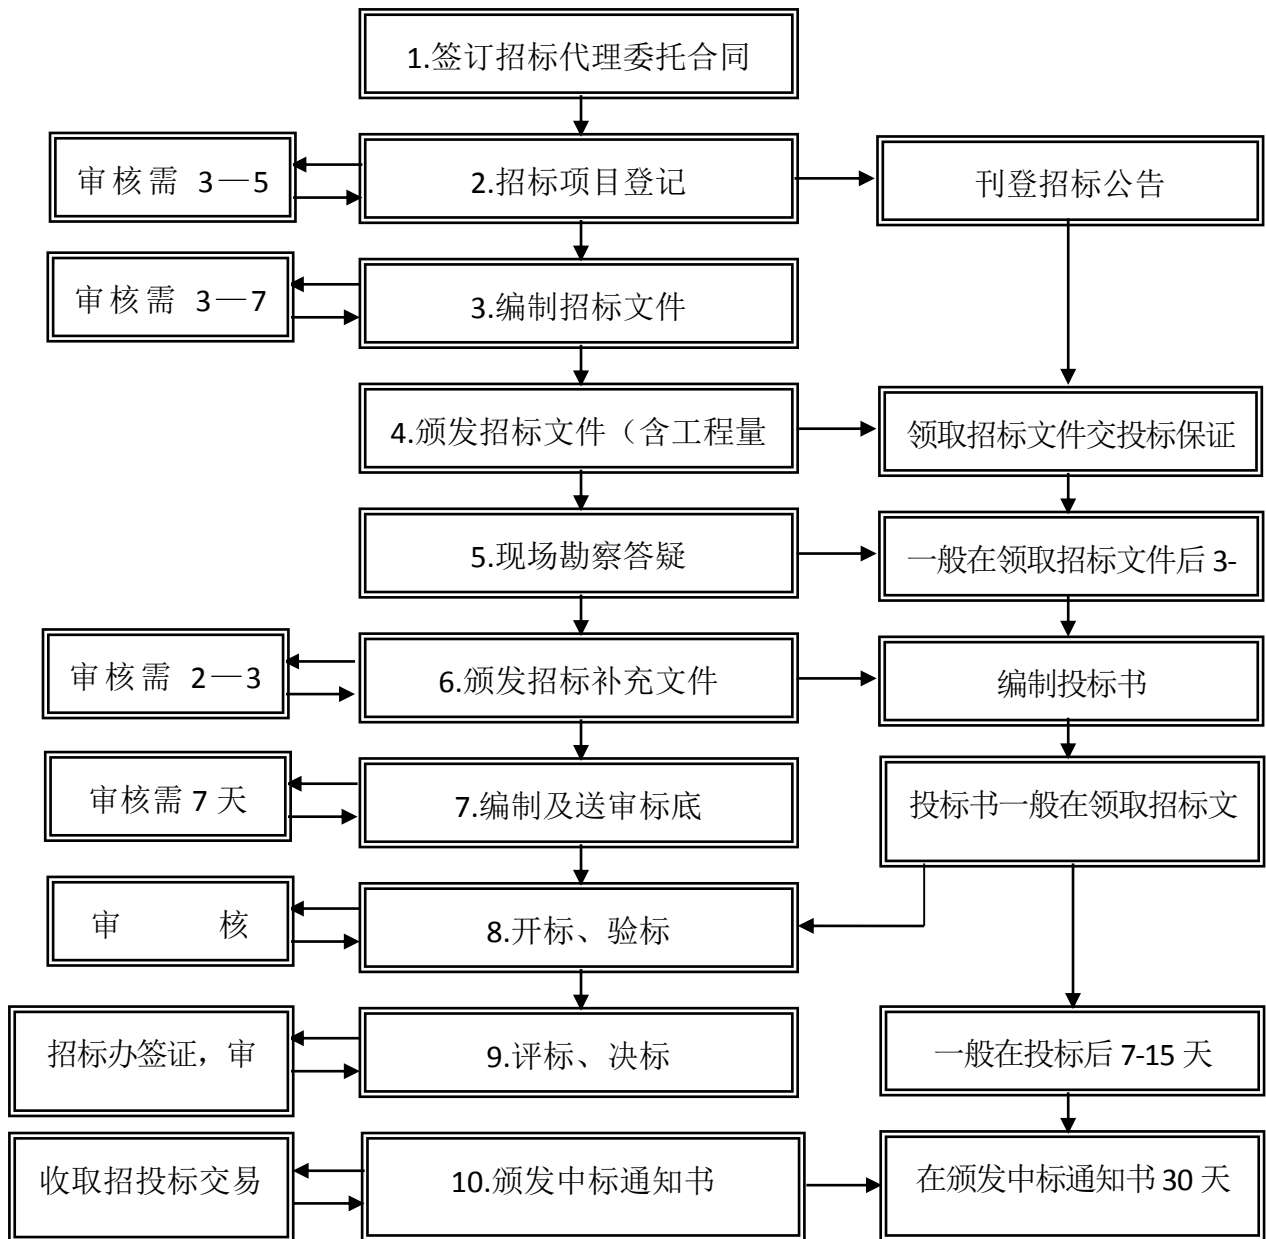 1.签订招标代理委托合同
审核需 3—5
2.招标项目登记
刊登招标公告
审核需 3—7
3.编制招标文件
4.颁发招标文件（含工程量
领取招标文件交投标保证
5.现场勘察答疑
一般在领取招标文件后 3-
审核需 2—3
6.颁发招标补充文件
编制投标书
审核需 7 天
7.编制及送审标底
投标书一般在领取招标文
审 核
8.开标、验标
招标办签证，审
9.评标、决标
一般在投标后 7-15 天
收取招投标交易
10.颁发中标通知书
在颁发中标通知书 30 天